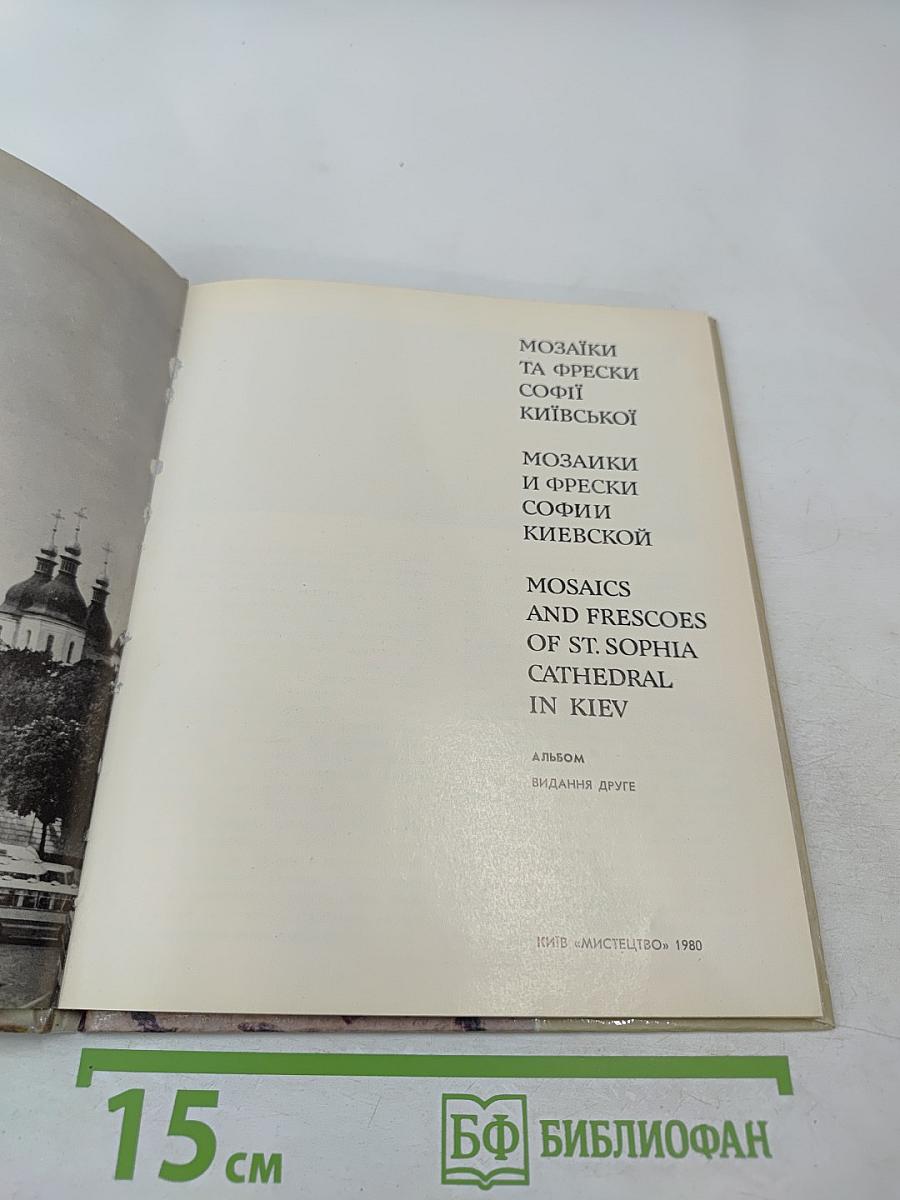 МОЗАЇКИ
ТА ФРЕСКИ
СОФІЇ
КИЇВСЬКОЇ
МОЗАИКИ
И ФРЕСКИ
СОФИИ
КИЕВСКОЙ
MOSAICS
AND FRESCOES
OF ST. SOPHIA
CATHEDRAL
IN KIEV
АЛЬБОМ
ВИДАННЯ ДРУГЕ
КИЇВ «МИСТЕЦТВО» 1980
15 см
БФ БИБЛИОФАН